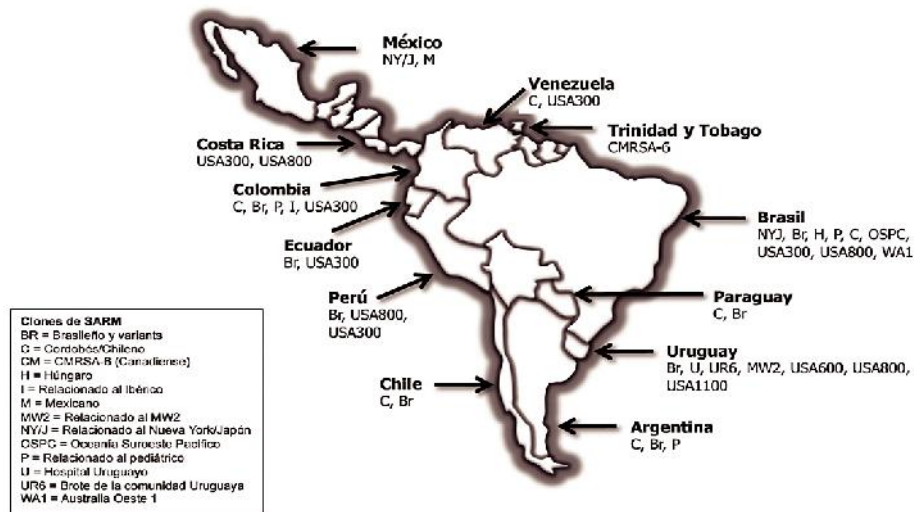 México
NY/J, M
Venezuela
C, USA300
Trinidad y Tobago
CMRSA-6
Costa Rica
USA300, USA800
Colombia
C, Br, P, I, USA300
Ecuador
Br, USA300
Brasil
NYJ, Br, H, P, C, OSPC,
USA300, USA800, WA1
Perú
Br, USA800,
USA300
Paraguay
C, Br
Uruguay
Br, U, UR6, MW2, USA600, USA800,
USA1100
Chile
C, Br
Argentina
C, Br, P
Clones de SARM
BR = Brasileño y variants
C = Cordobés/Chileno
CM = CMRSA-6 (Canadiense)
H = Húngaro
I = Relacionado al Ibérico
M = Mexicano
MW2 = Relacionado al MW2
NY/J = Relacionado al Nueva York/Japón
OSPC = Oceanía Suroeste Pacífico
P = Relacionado al pediátrico
U = Hospital Uruguayo
UR6 = Brote de la comunidad Uruguaya
WA1 = Australia Oeste 1